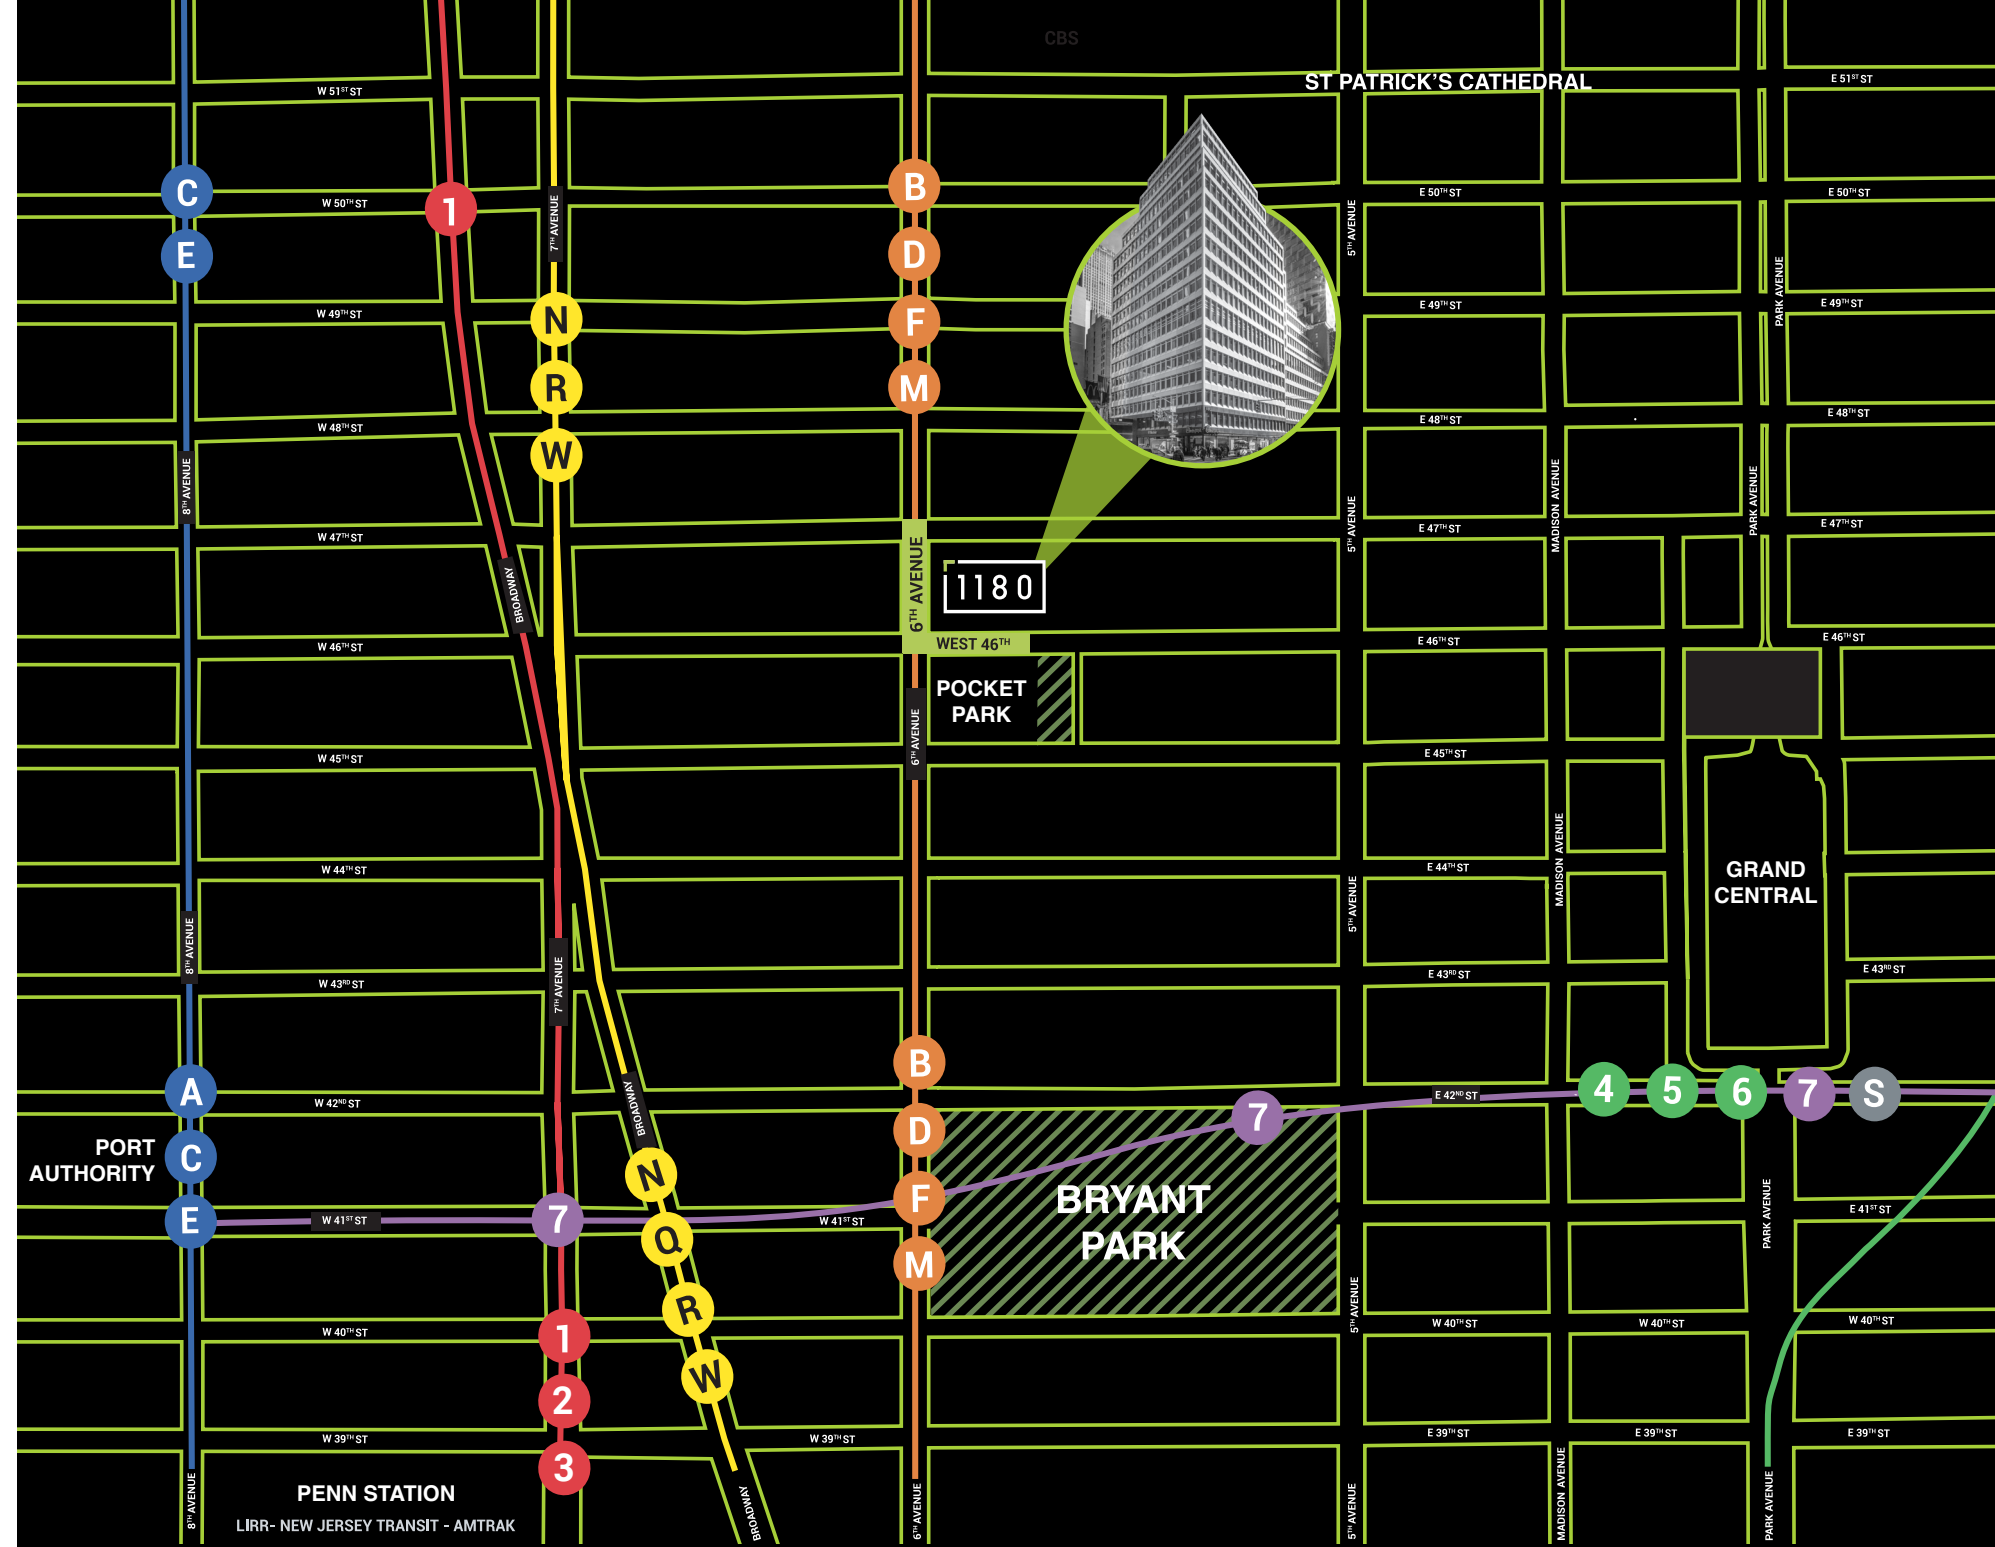 CBS
ST PATRICK'S CATHEDRAL
W 51ST ST
E 51ST ST
C
1
B
W 50TH ST
E 50TH ST
E 50TH ST
7TH AVENUE
5TH AVENUE
E
D
PARK AVENUE
W 49TH ST
N
F
E 49TH ST
E 49TH ST
R
M
W 48TH ST
W
E 48TH ST
E 48TH ST
8TH AVENUE
5TH AVENUE
MADISON AVENUE
PARK AVENUE
W 47TH ST
E 47TH ST
E 47TH ST
BROADWAY
6TH AVENUE
1180
W 46TH ST
WEST 46TH
E 46TH ST
E 46TH ST
POCKET
PARK
6TH AVENUE
W 45TH ST
E 45TH ST
W 44TH ST
E 44TH ST
MADISON AVENUE
GRAND
CENTRAL
8TH AVENUE
7TH AVENUE
5TH AVENUE
W 43RD ST
E 43RD ST
E 43RD ST
BROADWAY
A
B
W 42ND ST
E 42ND ST
4
5
6
7
S
PORT
AUTHORITY
C
N
D
7
E
W 41ST ST
7
Q
W 41ST ST
F
BRYANT
PARK
PARK AVENUE
E 41ST ST
M
R
5TH AVENUE
W 40TH ST
1
W 40TH ST
W 40TH ST
W 40TH ST
W
2
W 39TH ST
W 39TH ST
E 39TH ST
E 39TH ST
E 39TH ST
3
PENN STATION
LIRR- NEW JERSEY TRANSIT - AMTRAK
8TH AVENUE
BROADWAY
6TH AVENUE
5TH AVENUE
MADISON AVENUE
PARK AVENUE